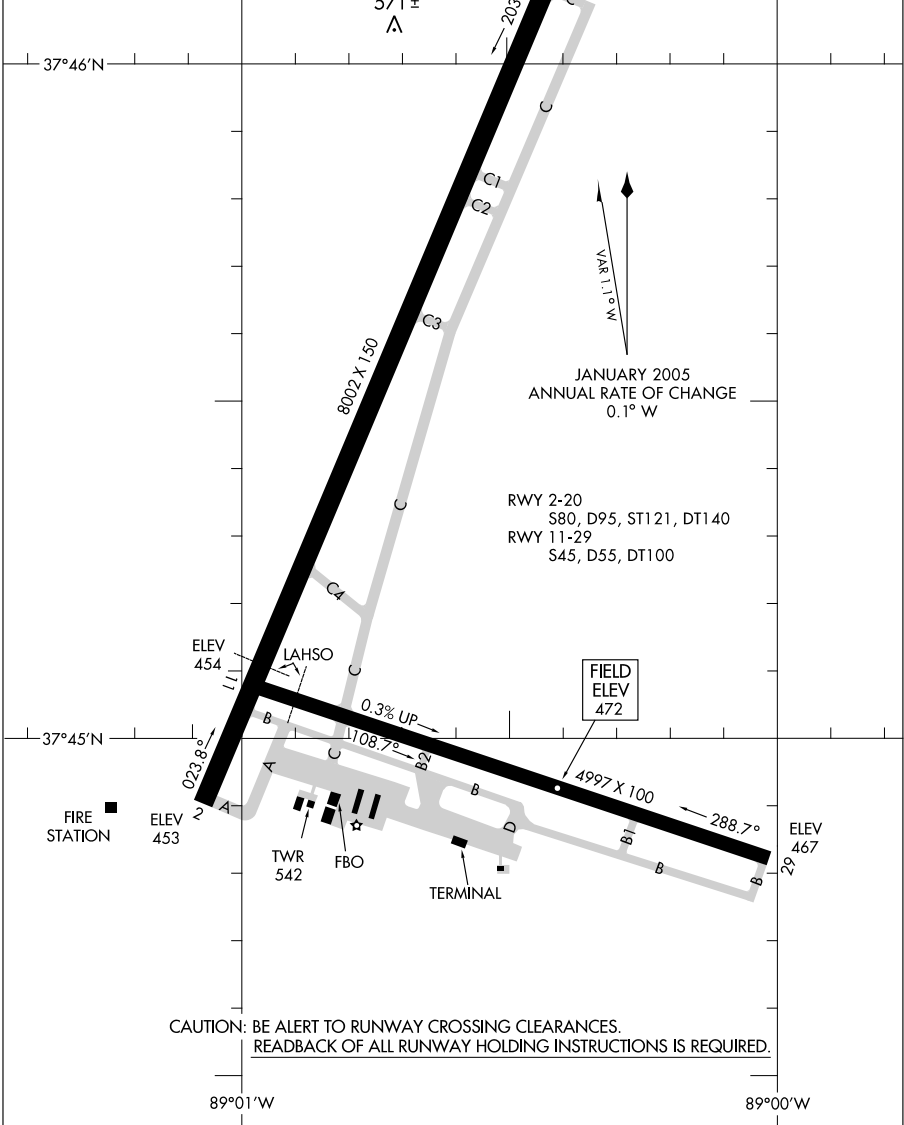 571±
203
37°46'N
C
C1
C2
VAR 1.1° W
C3
8002 X 150
JANUARY 2005
ANNUAL RATE OF CHANGE
0.1° W
C
RWY 2-20
S80, D95, ST121, DT140
RWY 11-29
S45, D55, DT100
C4
ELEV
454
LAHSO
11
C
FIELD
ELEV
472
0.3% UP
B
37°45'N
108.7°
023.8°
A
C
B2
B
4997 X 100
288.7°
A
2
FIRE
STATION
ELEV
453
D
B1
ELEV
467
29
TWR
542
FBO
B
B
TERMINAL
CAUTION: BE ALERT TO RUNWAY CROSSING CLEARANCES.
READBACK OF ALL RUNWAY HOLDING INSTRUCTIONS IS REQUIRED.
89°01'W
89°00'W